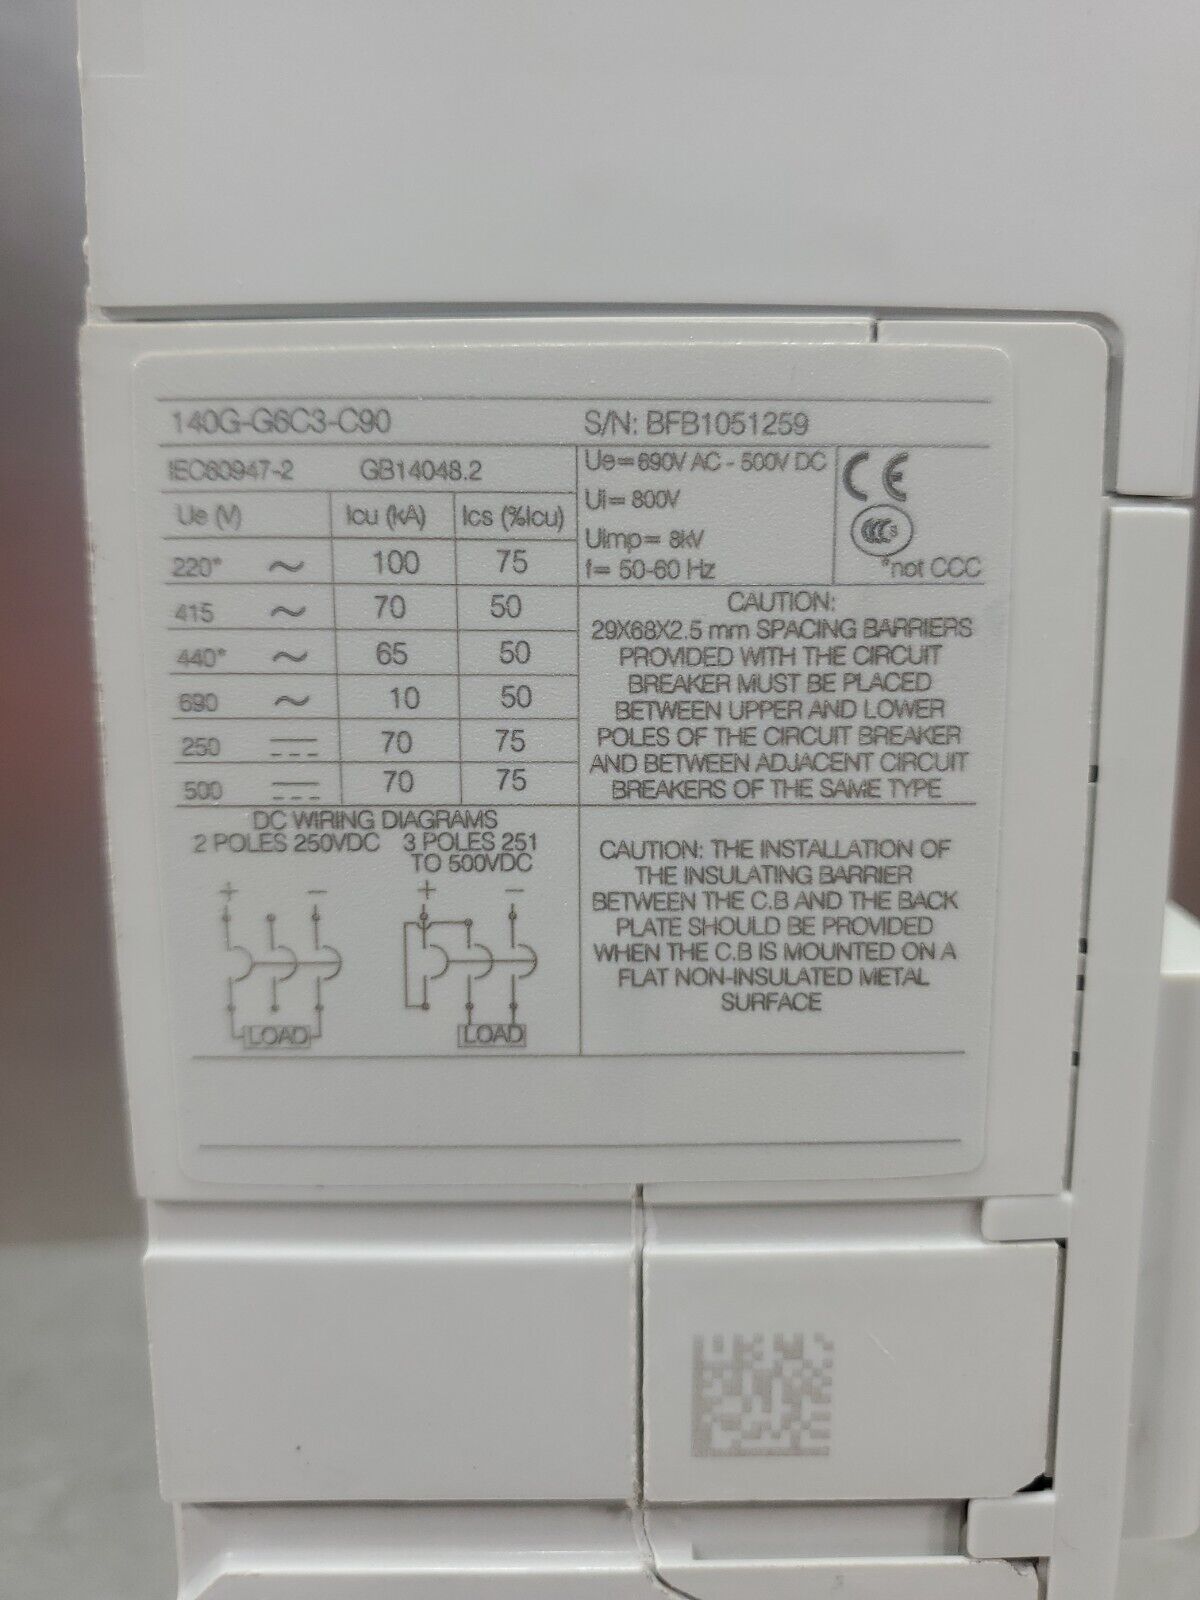 140G-G6C3-C90 S/N: BFB1051259
IEC60947-2 GB14048.2
Ue (V) Icu (kA) Ics (%Icu)
220* ~ 100 75
415 ~ 70 50
440* ~ 65 50
690 ~ 10 50
250 70 75
500 70 75
Ue= 690V AC - 500V DC
Ui= 800V
Uimp= 8kV
f= 50-60 Hz
CE
CCC S
*not CCC
CAUTION:
29X68X2.5 mm SPACING BARRIERS
PROVIDED WITH THE CIRCUIT
BREAKER MUST BE PLACED
BETWEEN UPPER AND LOWER
POLES OF THE CIRCUIT BREAKER
AND BETWEEN ADJACENT CIRCUIT
BREAKERS OF THE SAME TYPE
DC WIRING DIAGRAMS
2 POLES 250VDC 3 POLES 251
TO 500VDC
+ - + -
LOAD LOAD
CAUTION: THE INSTALLATION OF
THE INSULATING BARRIER
BETWEEN THE C.B AND THE BACK
PLATE SHOULD BE PROVIDED
WHEN THE C.B IS MOUNTED ON A
FLAT NON-INSULATED METAL
SURFACE